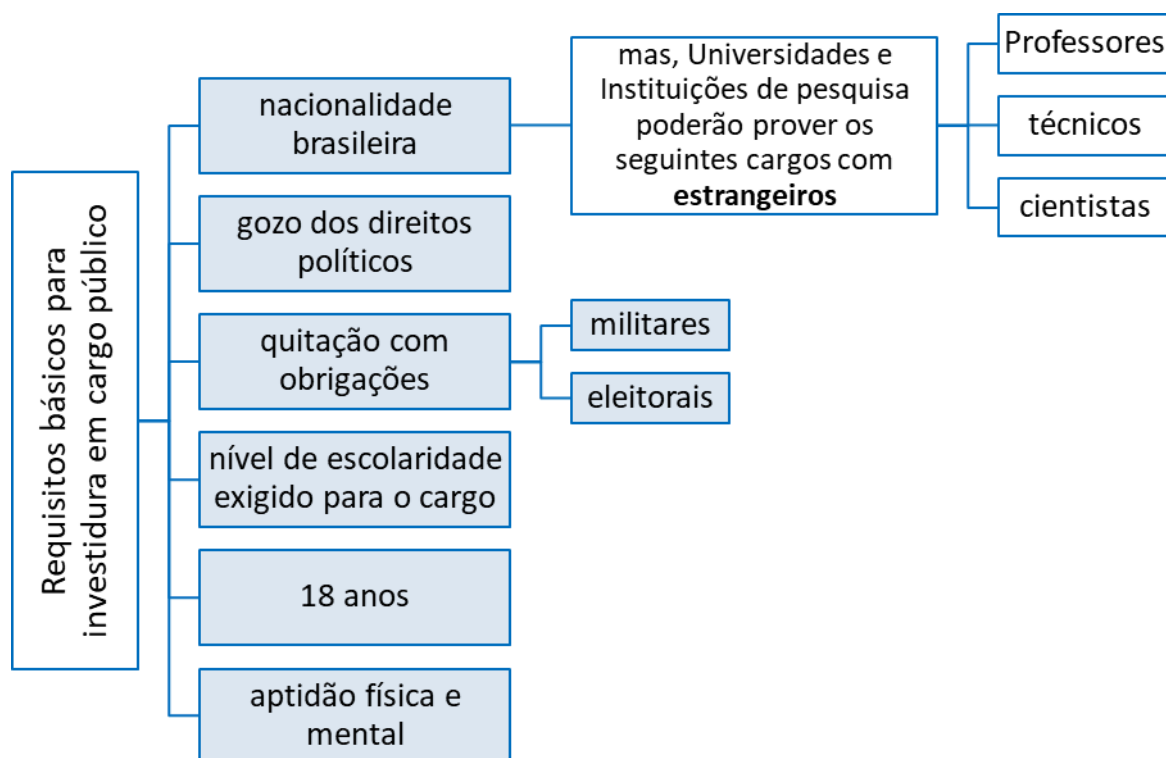 Requisitos básicos para
investidura em cargo público
nacionalidade
brasileira
mas, Universidades e
Instituições de pesquisa
poderão prover os
seguintes cargos com
estrangeiros
Professores
técnicos
cientistas
gozo dos direitos
políticos
quitação com
obrigações
militares
eleitorais
nível de escolaridade
exigido para o cargo
18 anos
aptidão física e
mental